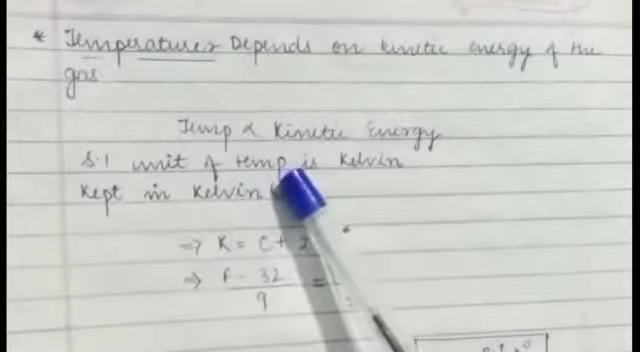 * Temperature → Depends on kinetic energy of the
gas
Temp ∝ Kinetic Energy
S.I unit of temp is Kelvin
Kept in Kelvin
⇒ K = C + 2
⇒ F - 32 =
9